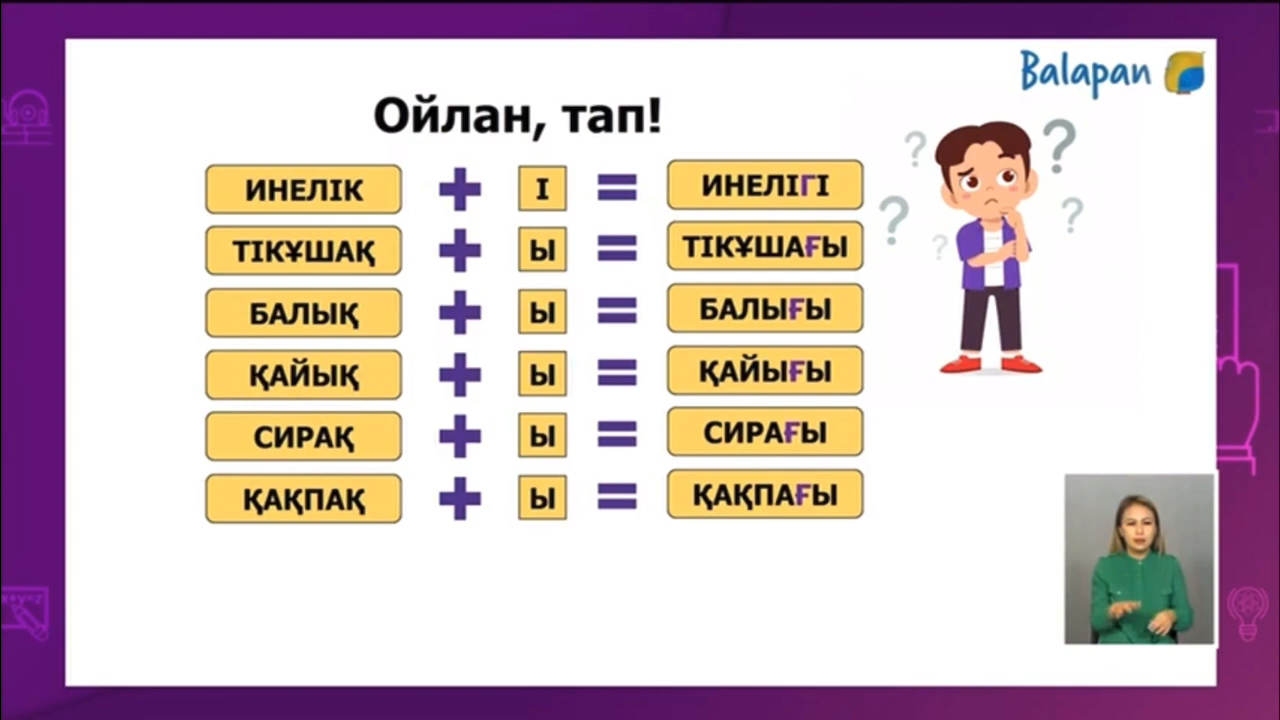 Balapan
Ойлан, тап!
ИНЕЛІК + І = ИНЕЛІГІ
ТІКҰШАҚ + Ы = ТІКҰШАҒЫ
БАЛЫҚ + Ы = БАЛЫҒЫ
ҚАЙЫҚ + Ы = ҚАЙЫҒЫ
СИРАҚ + Ы = СИРАҒЫ
ҚАҚПАҚ + Ы = ҚАҚПАҒЫ
? ? ? ? ?
x+y=z